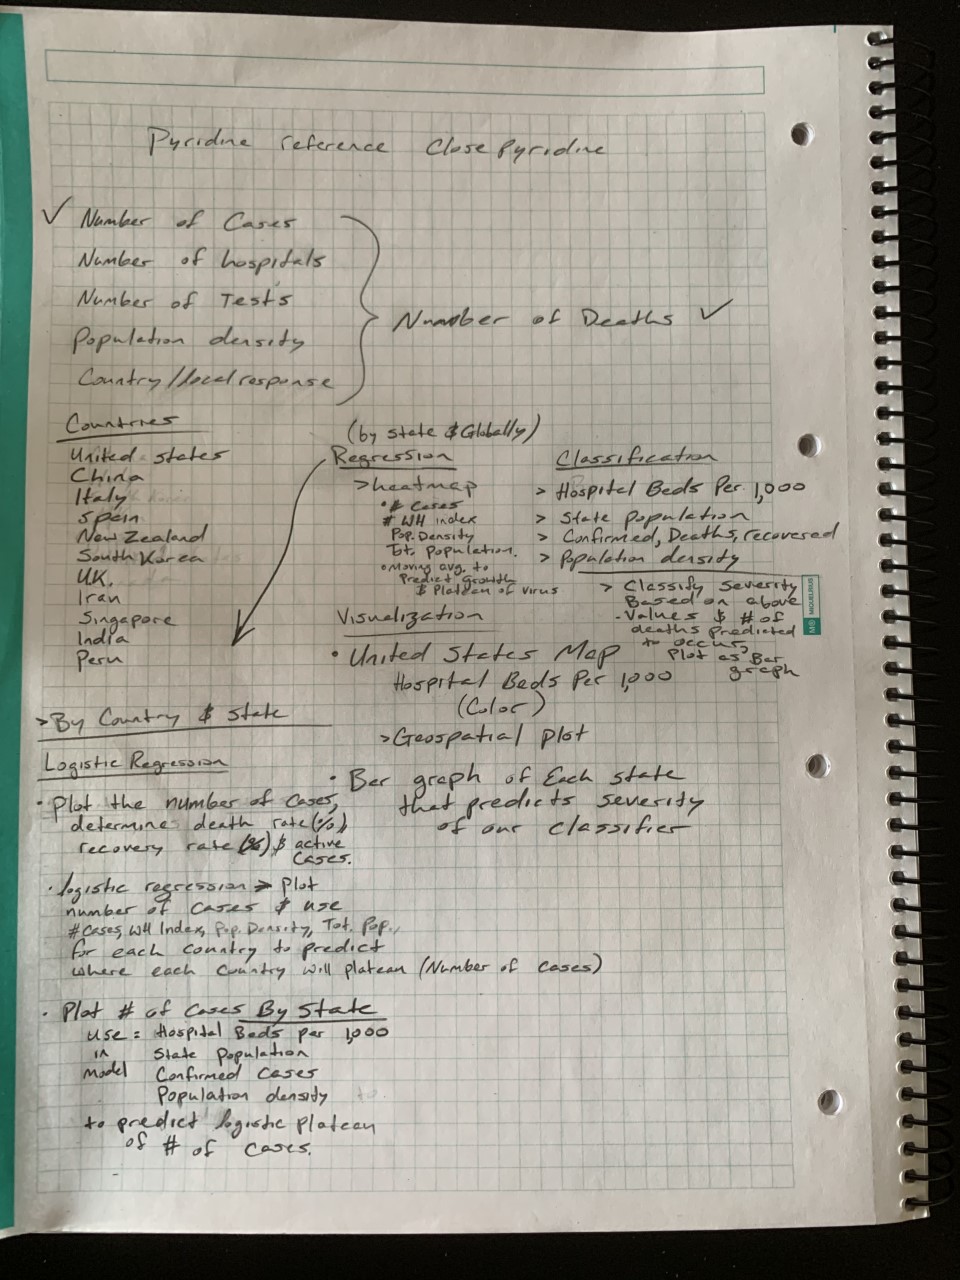 Pyridine reference Close pyridine
✓ Number of Cases
Number of hospitals
Number of Tests
Population density
Country/local response
Number of Deaths ✓
Countries
United states
China
Italy
Spain
New Zealand
South Korea
U.K.
Iran
Singapore
India
Peru
(by state & Globally)
Regression
> heatmap
• # Cases
# WH index
Pop. Density
Tot. Population.
• Moving avg. to
Predict Growth
& Plateau of Virus
Classification
> Hospital Beds Per 1,000
> State population
> Confirmed, Deaths, recovered
> Population density
> Classify Severity
Based on above
Values & # of
deaths predicted
to occur,
Plot as Bar
graph
MIQUELRIUS
Visualization
• United States Map
Hospital Beds Per 1,000
(Color)
> Geospatial plot
• Bar graph of Each state
that predicts severity
of our classifier
> By Country & state
Logistic Regression
• Plot the number of cases,
determine death rate (%)
recovery rate (%) & active
Cases.
• logistic regression > Plot
number of cases & use
# Cases, WH Index, Pop. Density, Tot. Pop.,
for each country to predict
where each Country will plateau (Number of cases)
• Plot # of cases By State
use = Hospital Beds per 1,000
in State Population
model Confirmed Cases
Population density
to predict logistic plateau
of # of cases.